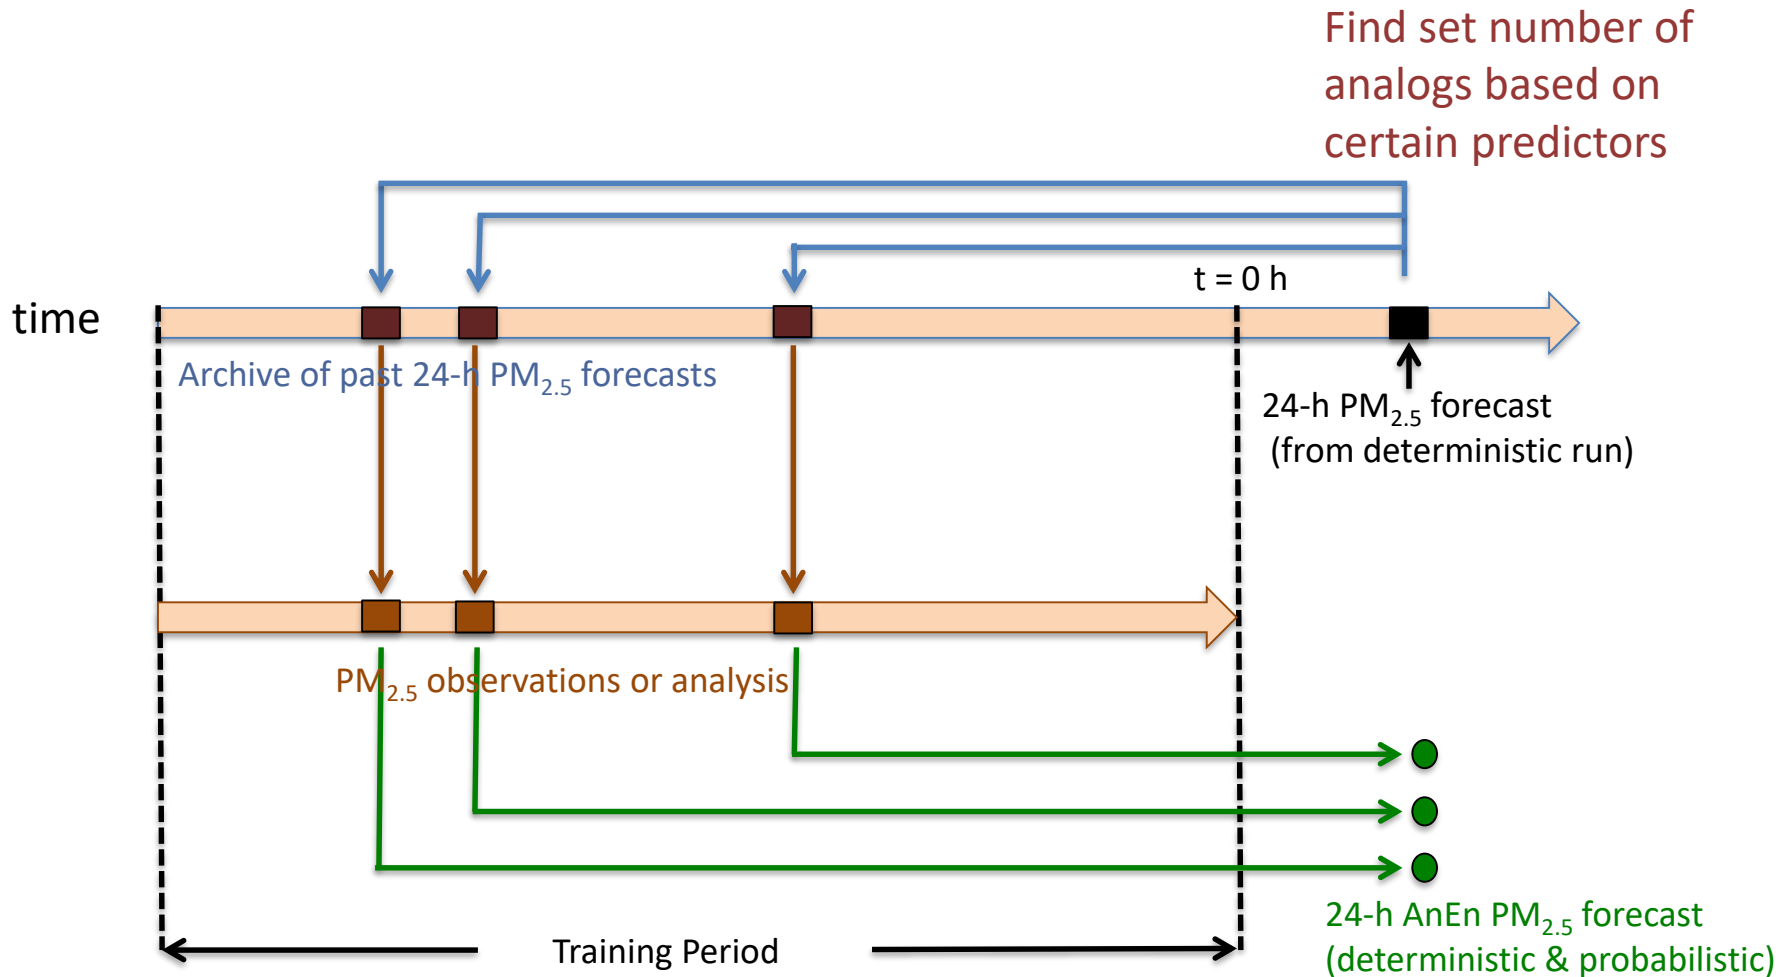 Find set number of
analogs based on
certain predictors
t = 0 h
time
Archive of past 24-h PM2.5 forecasts
24-h PM2.5 forecast
(from deterministic run)
PM2.5 observations or analysis
24-h AnEn PM2.5 forecast
(deterministic & probabilistic)
Training Period